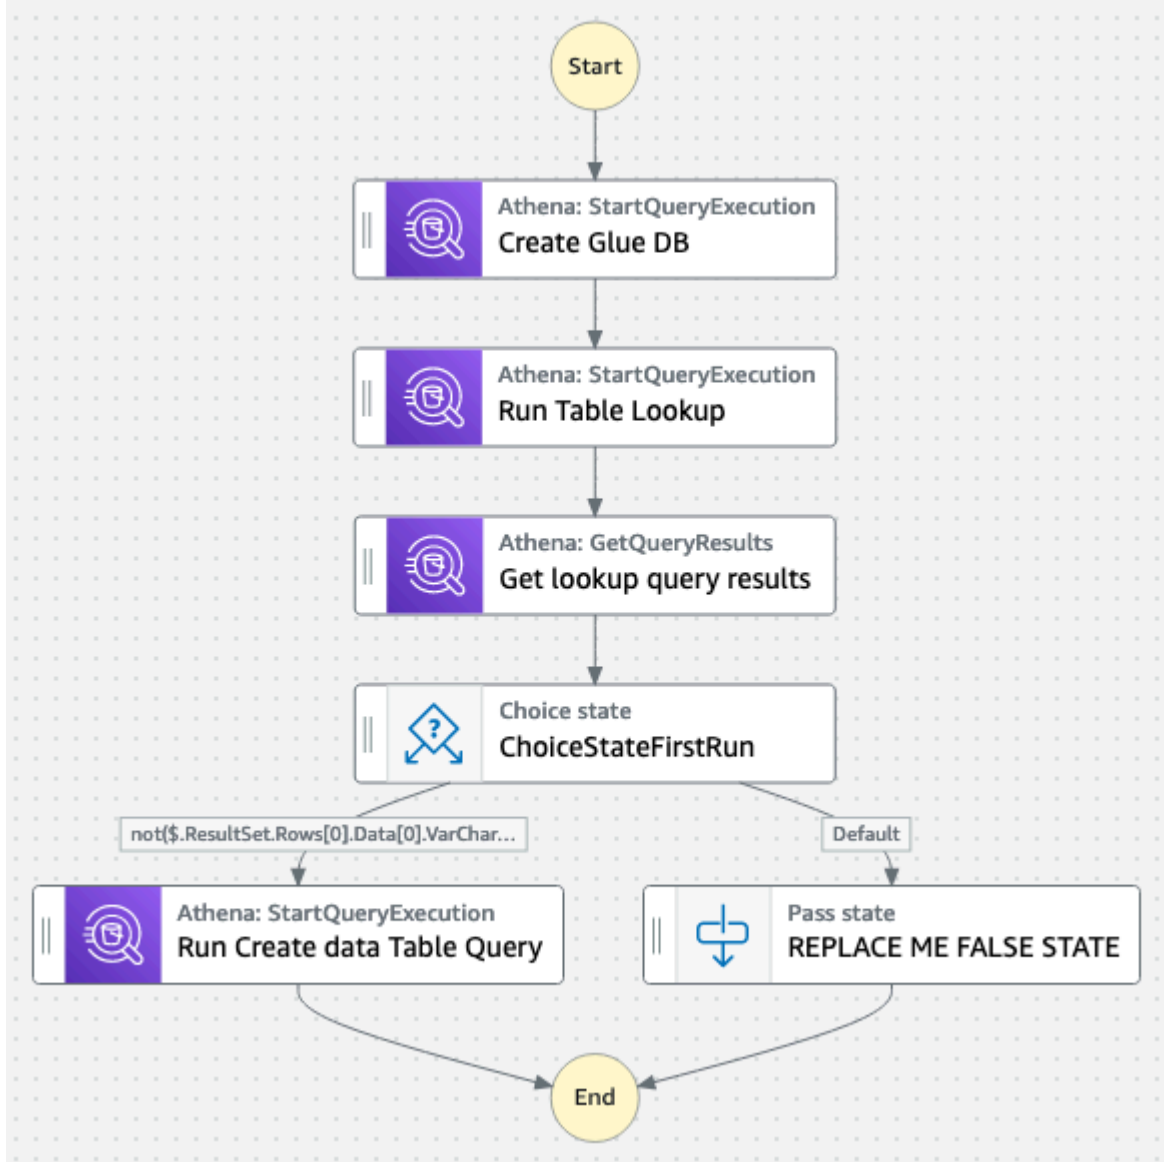 Start
Athena: StartQueryExecution
Create Glue DB
Athena: StartQueryExecution
Run Table Lookup
Athena: GetQueryResults
Get lookup query results
Choice state
ChoiceStateFirstRun
not($.ResultSet.Rows[0].Data[0].VarChar...
Default
Athena: StartQueryExecution
Run Create data Table Query
Pass state
REPLACE ME FALSE STATE
End